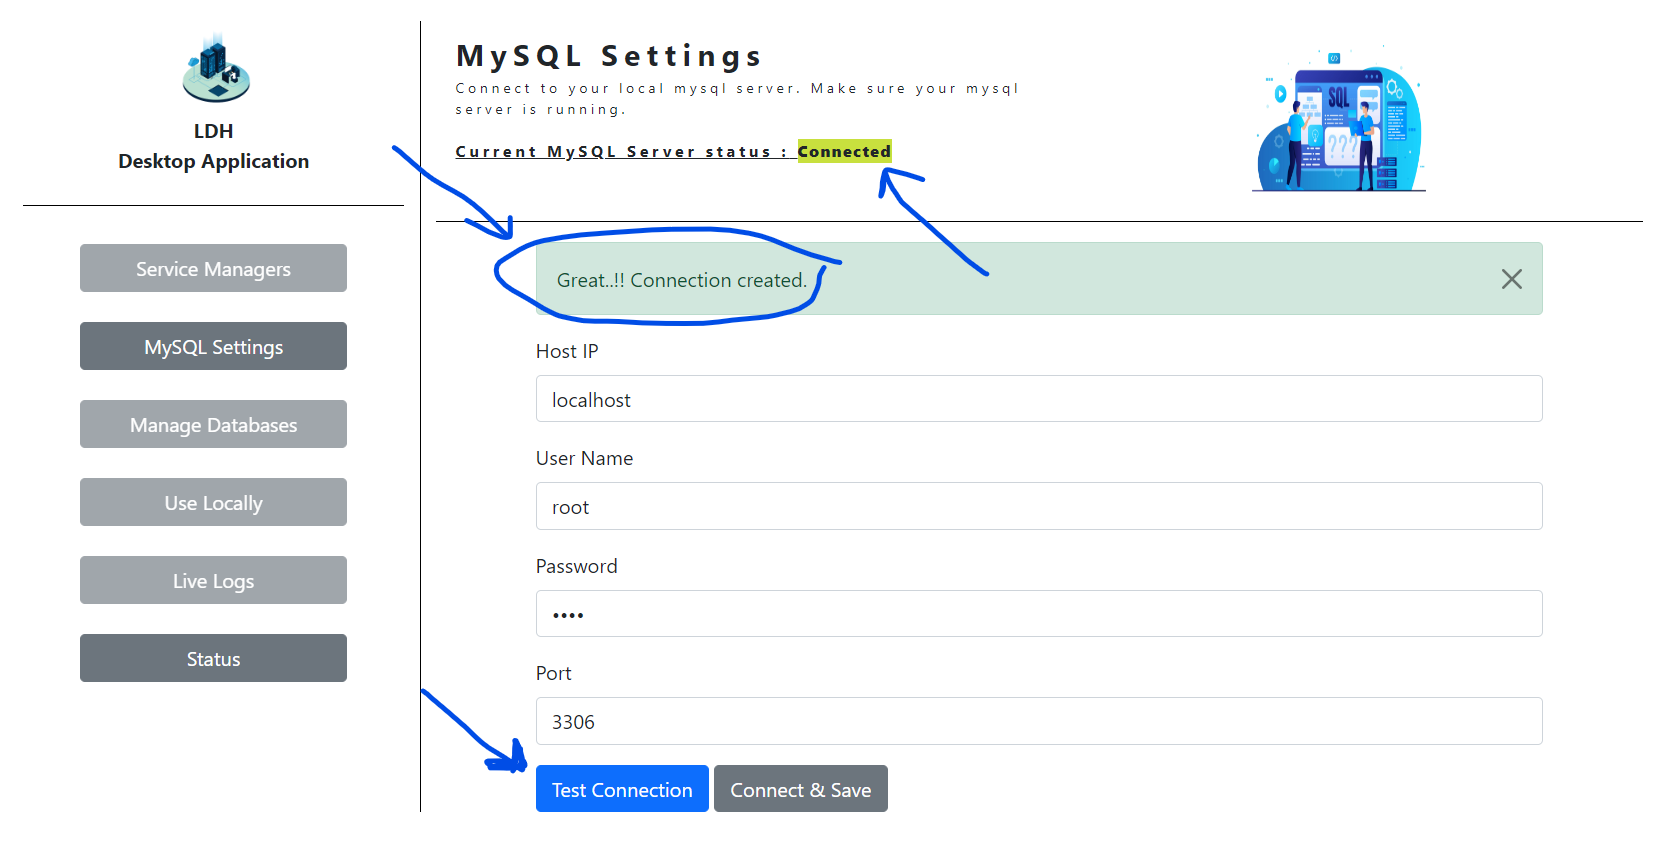 LDH
Desktop Application
Service Managers
MySQL Settings
Manage Databases
Use Locally
Live Logs
Status
MySQL Settings
Connect to your local mysql server. Make sure your mysql
server is running.
Current MySQL Server status : Connected
SQL
???
Great..!! Connection created.
Host IP
localhost
User Name
root
Password
••••
Port
3306
Test Connection Connect & Save